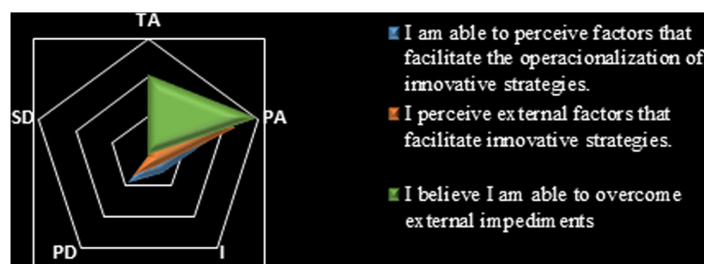 TA
SD
PA
PD
I
I am able to perceive factors that
facilitate the operacionalization of
innovative strategies.
I perceive external factors that
facilitate innovative strategies.
I believe I am able to overcome
external impediments